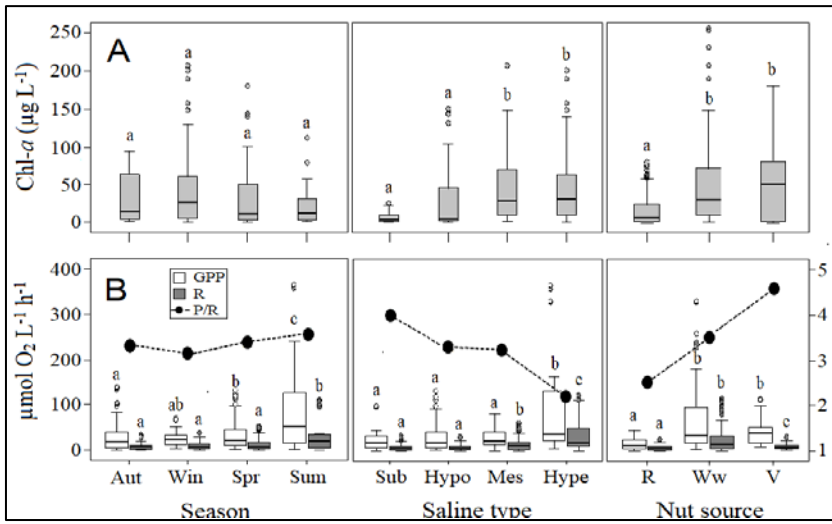 A
Chl-a (µg L⁻¹)
250
200
150
100
50
0
a
a
a
a
a
a
b
b
a
b
b
B
µmol O₂ L⁻¹ h⁻¹
400
300
200
100
0
GPP
R
P/R
a
a
ab
a
b
a
c
b
a
a
a
a
a
b
b
c
a
a
b
b
b
c
5
4
3
2
1
Aut Win Spr Sum
Sub Hypo Mes Hype
R Ww V
Season
Saline type
Nut source